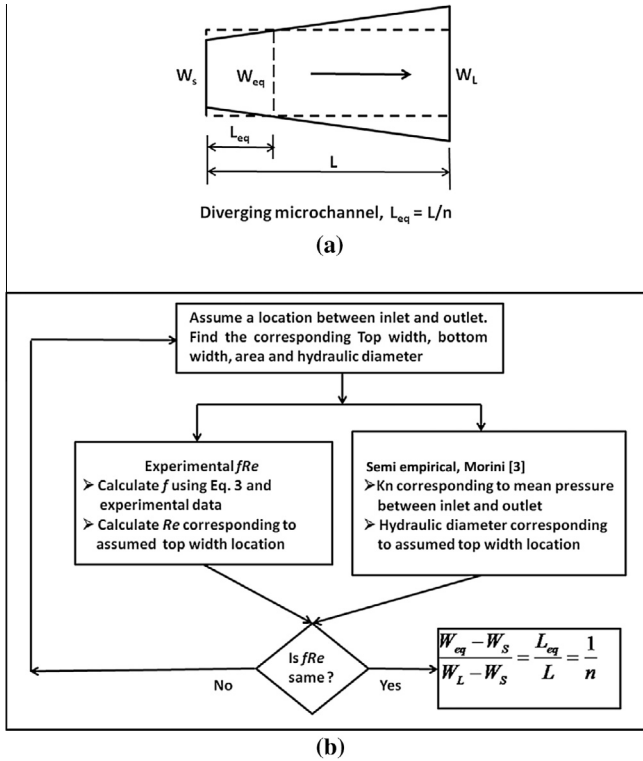 W_s
W_eq
W_L
L_eq
L
Diverging microchannel, L_eq = L/n
(a)
Assume a location between inlet and outlet.
Find the corresponding Top width, bottom
width, area and hydraulic diameter
Experimental fRe
➢ Calculate f using Eq. 3 and
experimental data
➢ Calculate Re corresponding to
assumed top width location
Semi empirical, Morini [3]
➢ Kn corresponding to mean pressure
between inlet and outlet
➢ Hydraulic diameter corresponding
to assumed top width location
Is fRe
same?
No
Yes
(W_eq − W_S)/(W_L − W_S) = L_eq/L = 1/n
(b)